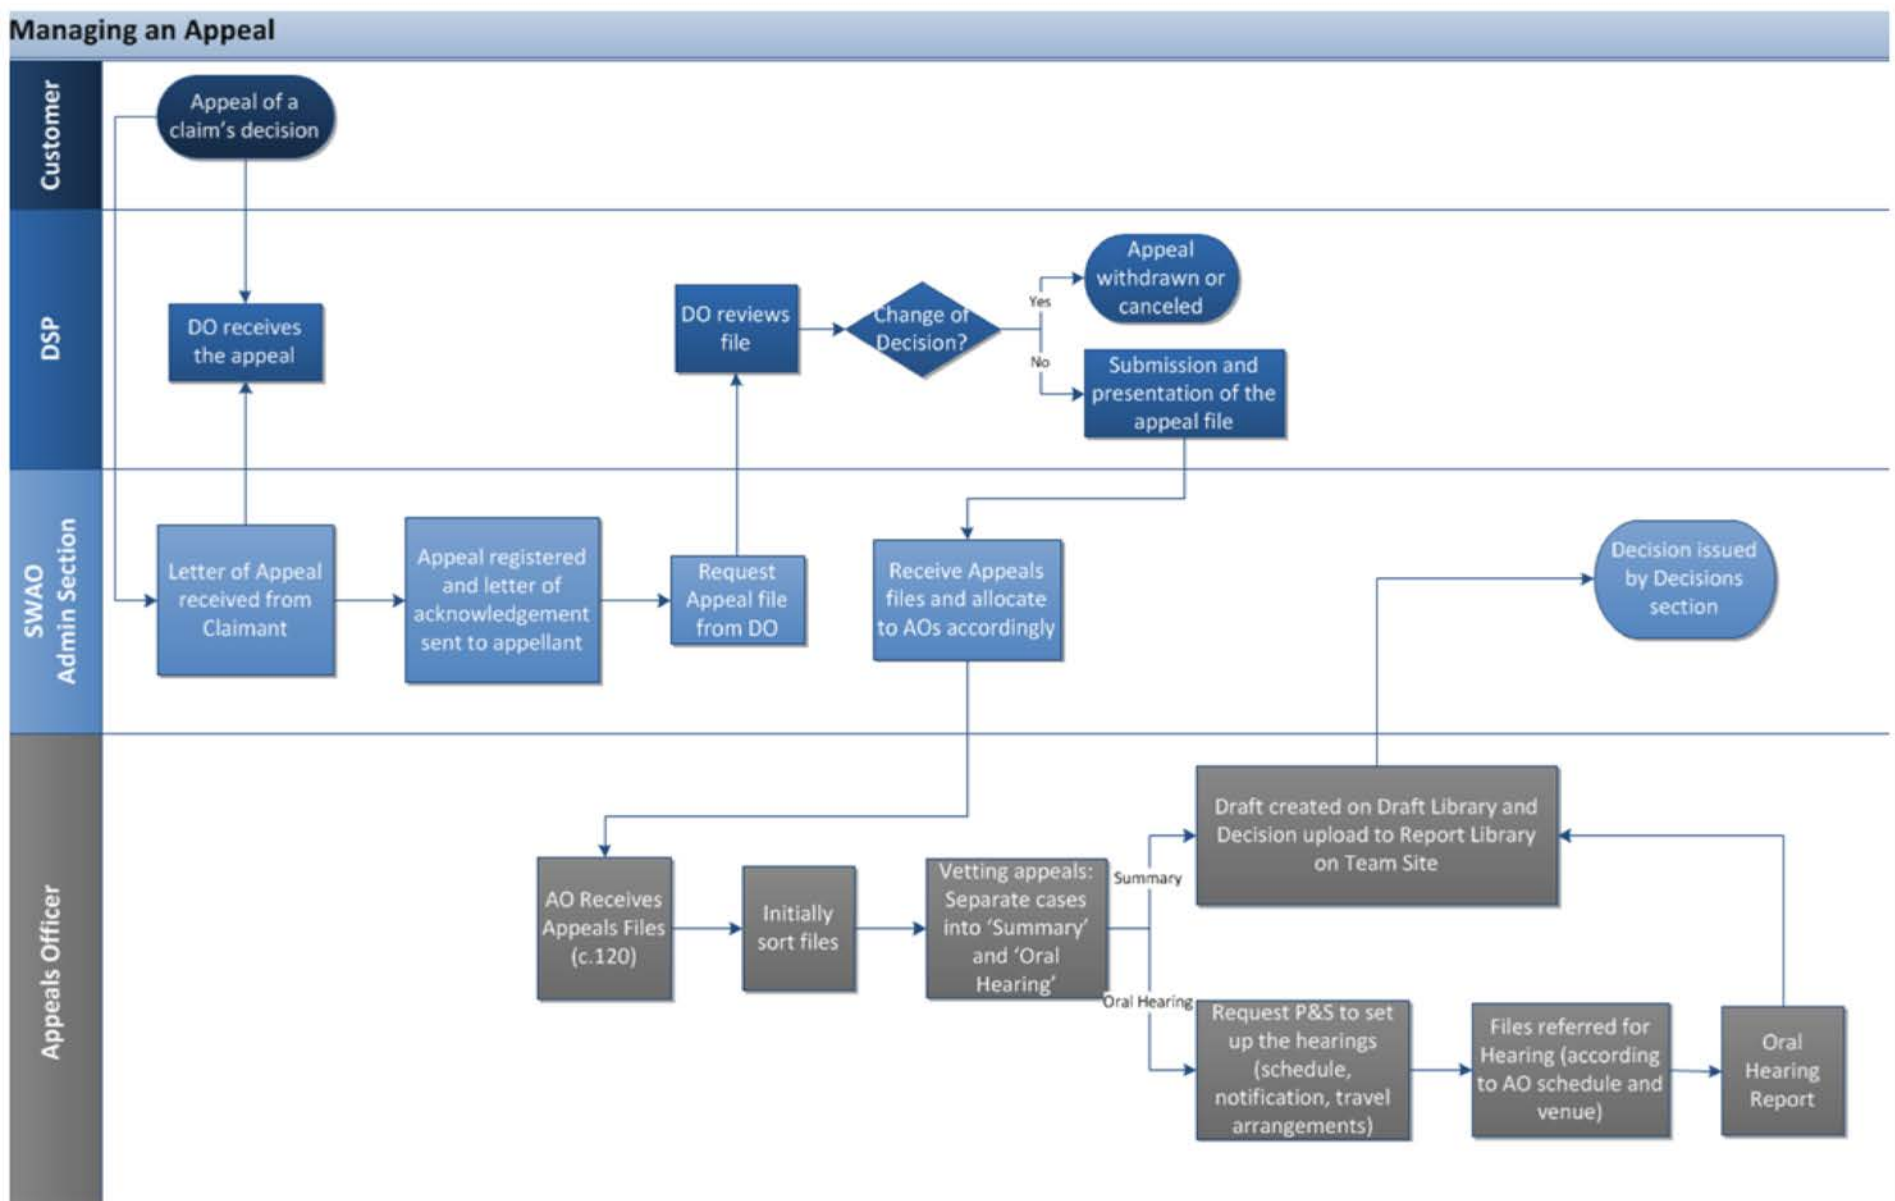 Managing an Appeal
Customer
Appeal of a
claim's decision
DSP
DO receives
the appeal
DO reviews
file
Change of
Decision?
Yes
No
Appeal
withdrawn or
canceled
Submission and
presentation of the
appeal file
SWAO
Admin Section
Letter of Appeal
received from
Claimant
Appeal registered
and letter of
acknowledgement
sent to appellant
Request
Appeal file
from DO
Receive Appeals
files and allocate
to AOs accordingly
Decision issued
by Decisions
section
Appeals Officer
AO Receives
Appeals Files
(c.120)
Initially
sort files
Vetting appeals:
Separate cases
into ‘Summary’
and ‘Oral
Hearing’
Summary
Oral Hearing
Draft created on Draft Library and
Decision upload to Report Library
on Team Site
Request P&S to set
up the hearings
(schedule,
notification, travel
arrangements)
Files referred for
Hearing (according
to AO schedule and
venue)
Oral
Hearing
Report